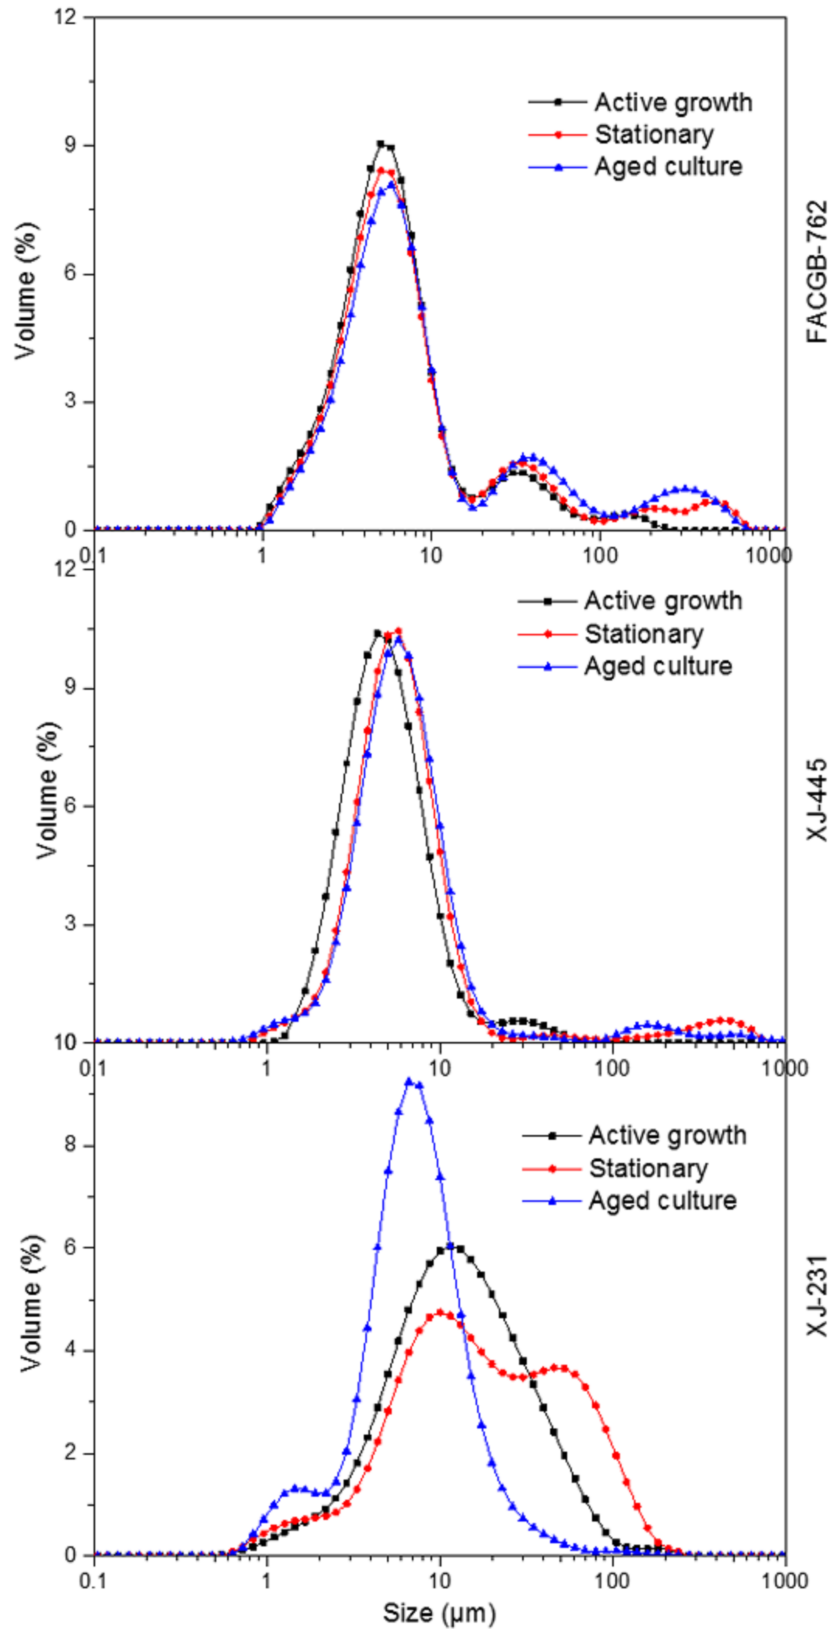 12
9
6
3
0
Volume (%)
Active growth
Stationary
Aged culture
FACGB-762
0.1
1
10
100
1000
12
9
6
3
10
Volume (%)
Active growth
Stationary
Aged culture
XJ-445
0.1
1
10
100
1000
8
6
4
2
0
Volume (%)
Active growth
Stationary
Aged culture
XJ-231
0.1
1
10
100
1000
Size (µm)